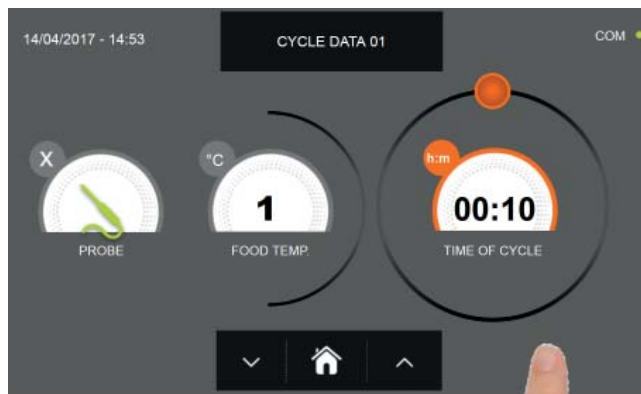 14/04/2017 - 14:53
CYCLE DATA 01
COM
X
°C
h:m
1
00:10
PROBE
FOOD TEMP.
TIME OF CYCLE